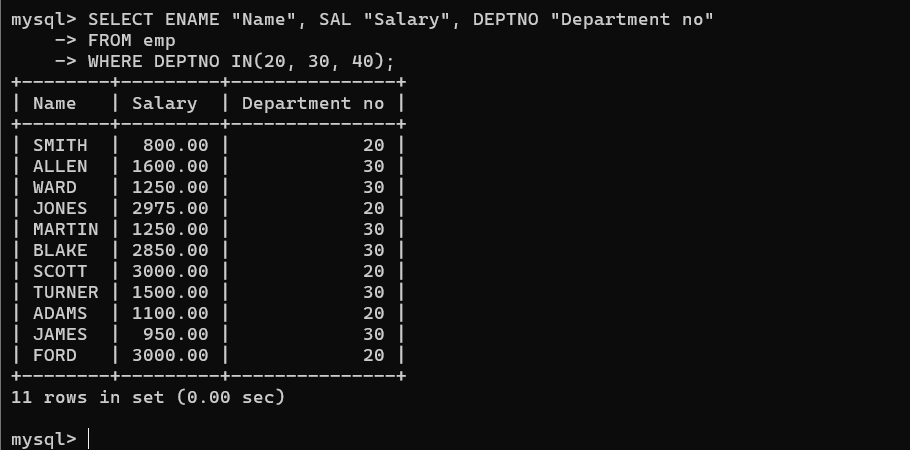 mysql> SELECT ENAME "Name", SAL "Salary", DEPTNO "Department no"
    -> FROM emp
    -> WHERE DEPTNO IN(20, 30, 40);
+--------+---------+---------------+
| Name   | Salary  | Department no |
+--------+---------+---------------+
| SMITH  |  800.00 |            20 |
| ALLEN  | 1600.00 |            30 |
| WARD   | 1250.00 |            30 |
| JONES  | 2975.00 |            20 |
| MARTIN | 1250.00 |            30 |
| BLAKE  | 2850.00 |            30 |
| SCOTT  | 3000.00 |            20 |
| TURNER | 1500.00 |            30 |
| ADAMS  | 1100.00 |            20 |
| JAMES  |  950.00 |            30 |
| FORD   | 3000.00 |            20 |
+--------+---------+---------------+
11 rows in set (0.00 sec)
mysql>